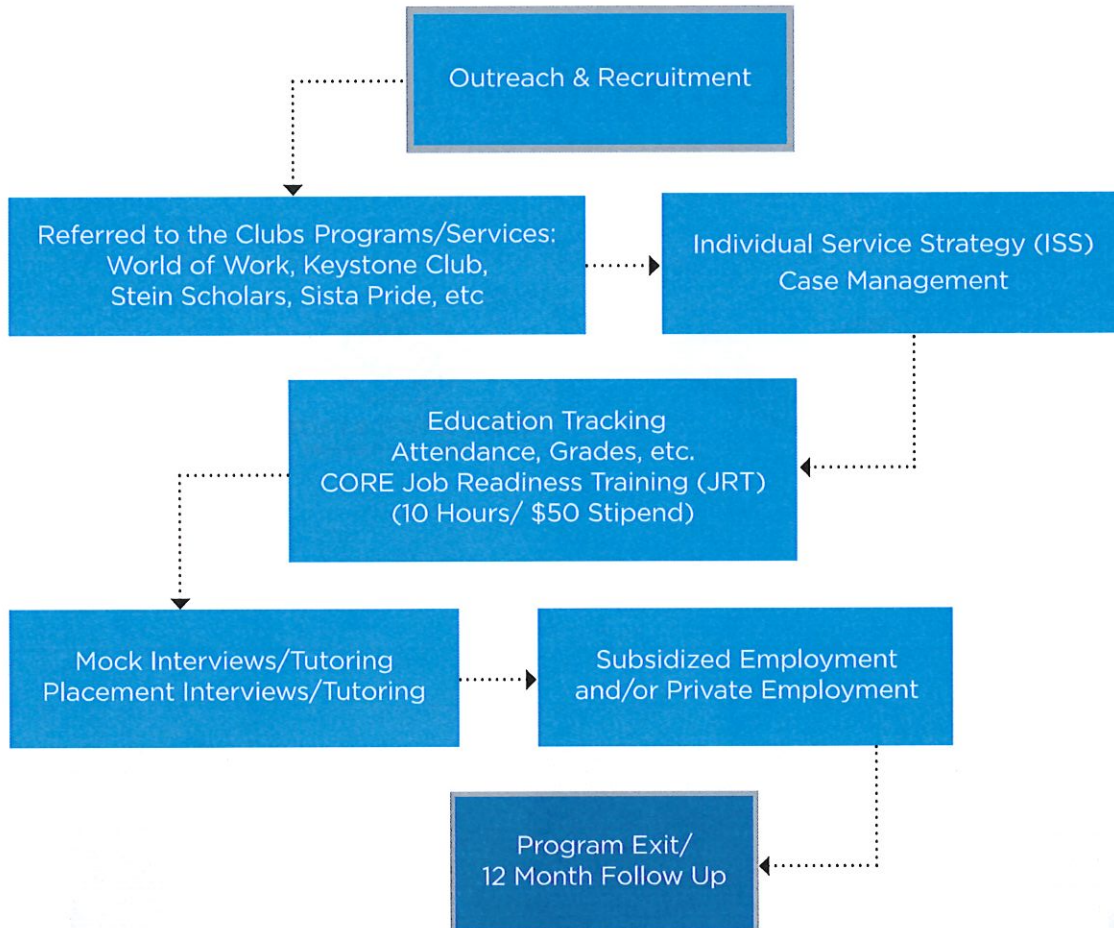 Outreach & Recruitment
Referred to the Clubs Programs/Services:
World of Work, Keystone Club,
Stein Scholars, Sista Pride, etc
Individual Service Strategy (ISS)
Case Management
Education Tracking
Attendance, Grades, etc.
CORE Job Readiness Training (JRT)
(10 Hours/ $50 Stipend)
Mock Interviews/Tutoring
Placement Interviews/Tutoring
Subsidized Employment
and/or Private Employment
Program Exit/
12 Month Follow Up